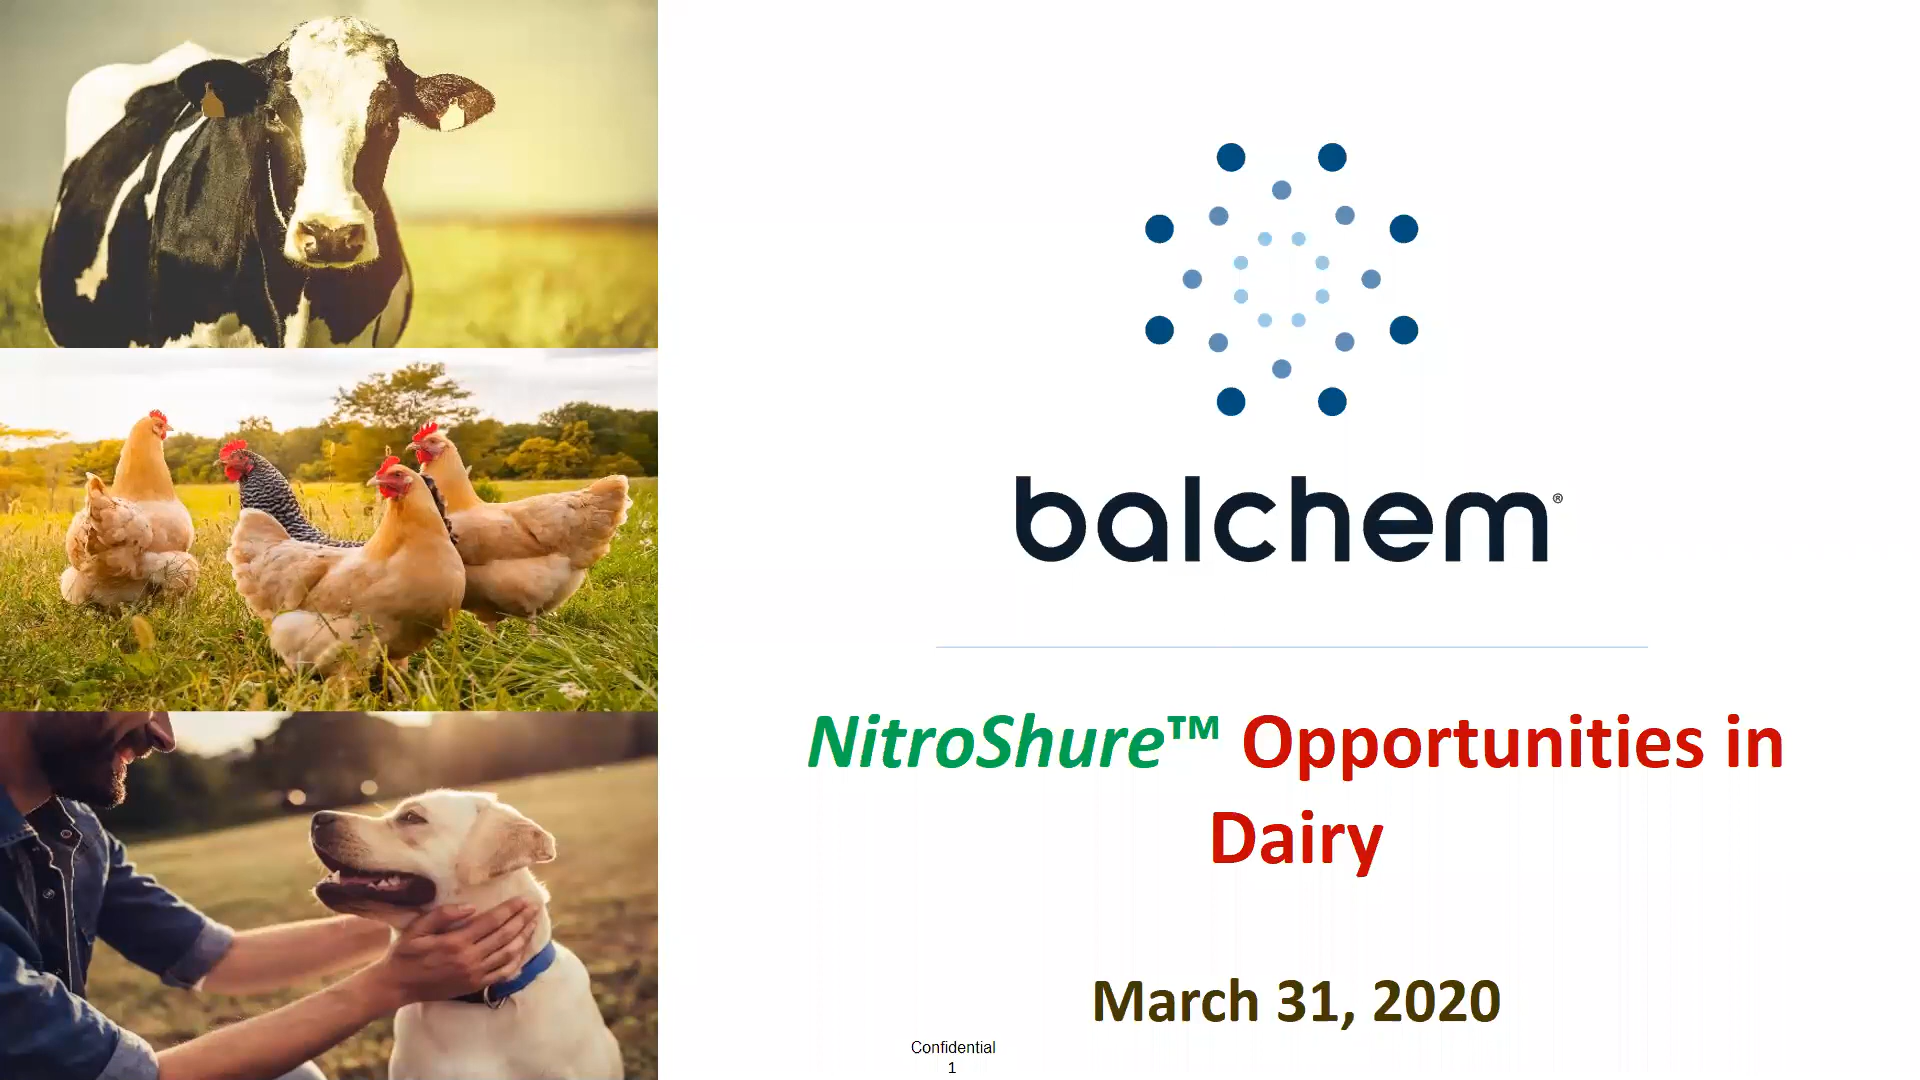 balchem®
NitroShure™ Opportunities in
Dairy
March 31, 2020
Confidential
1